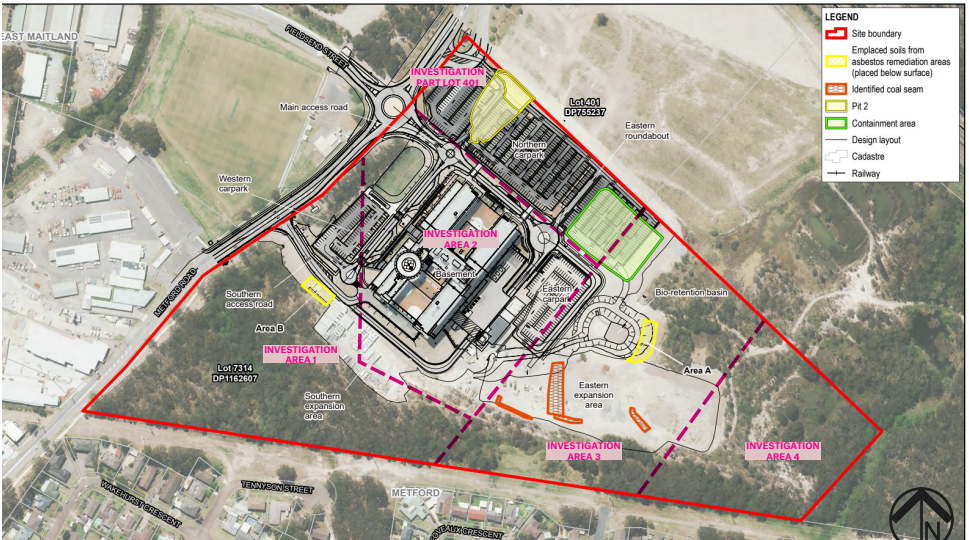 EAST MAITLAND
FIELDSEND STREET
INVESTIGATION
PART LOT 401
Main access road
Lot 401
DP755237
Eastern
roundabout
Northern
carpark
Western
carpark
INVESTIGATION
AREA 2
Basement
METFORD ROAD
Southern
access road
Eastern
carpark
Bio-retention basin
Area B
INVESTIGATION
AREA 1
Lot 7314
DP1162607
Area A
Southern
expansion
area
Eastern
expansion
area
INVESTIGATION
AREA 3
INVESTIGATION
AREA 4
WAKEHURST CRESCENT
TENNYSON STREET
METFORD
OVEAUX CRESCENT
N
LEGEND
Site boundary
Emplaced soils from
asbestos remediation areas
(placed below surface)
Identified coal seam
Pit 2
Containment area
Design layout
Cadastre
Railway